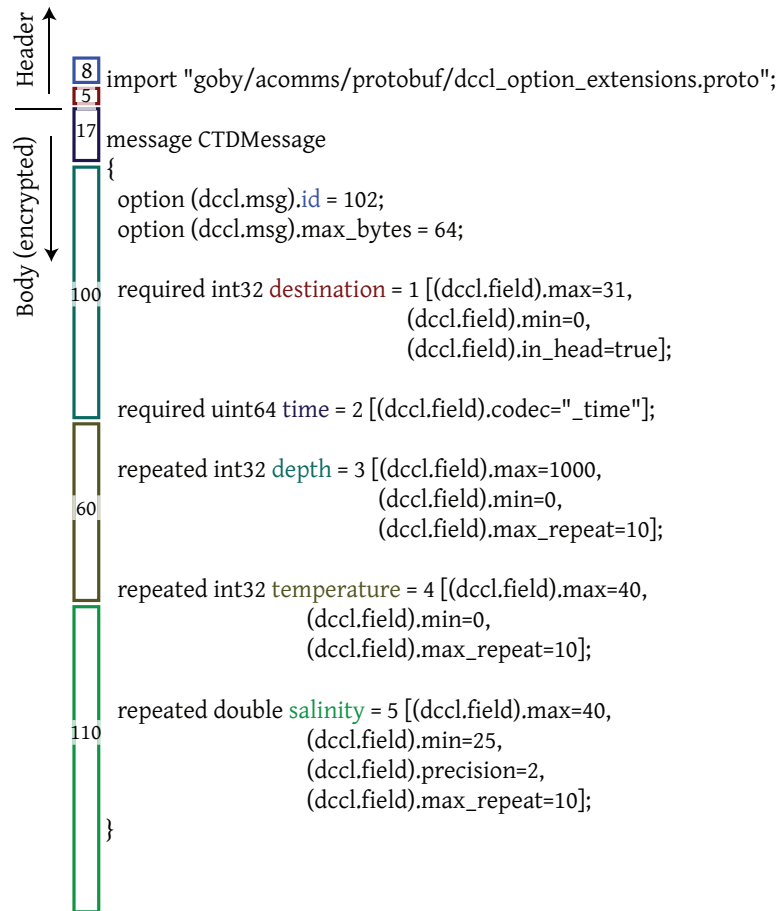 Header
Body (encrypted)
8
5
17
100
60
110
import "goby/acomms/protobuf/dccl_option_extensions.proto";
message CTDMessage
{
option (dccl.msg).id = 102;
option (dccl.msg).max_bytes = 64;
required int32 destination = 1 [(dccl.field).max=31,
(dccl.field).min=0,
(dccl.field).in_head=true];
required uint64 time = 2 [(dccl.field).codec="_time"];
repeated int32 depth = 3 [(dccl.field).max=1000,
(dccl.field).min=0,
(dccl.field).max_repeat=10];
repeated int32 temperature = 4 [(dccl.field).max=40,
(dccl.field).min=0,
(dccl.field).max_repeat=10];
repeated double salinity = 5 [(dccl.field).max=40,
(dccl.field).min=25,
(dccl.field).precision=2,
(dccl.field).max_repeat=10];
}